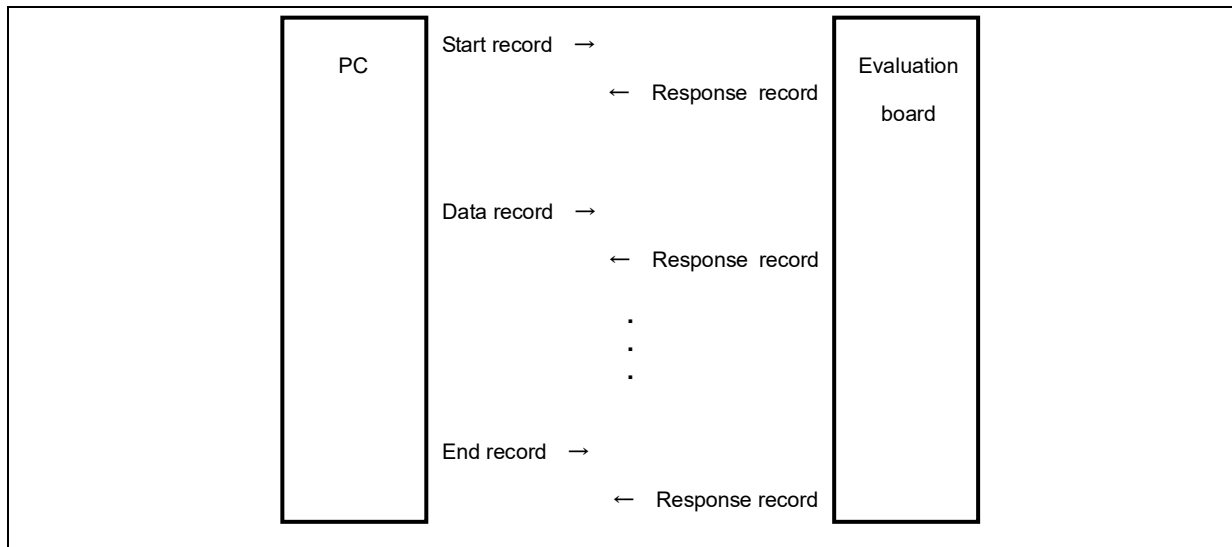 PC
Start record →
← Response record
Evaluation
board
Data record →
← Response record
.
.
.
End record →
← Response record